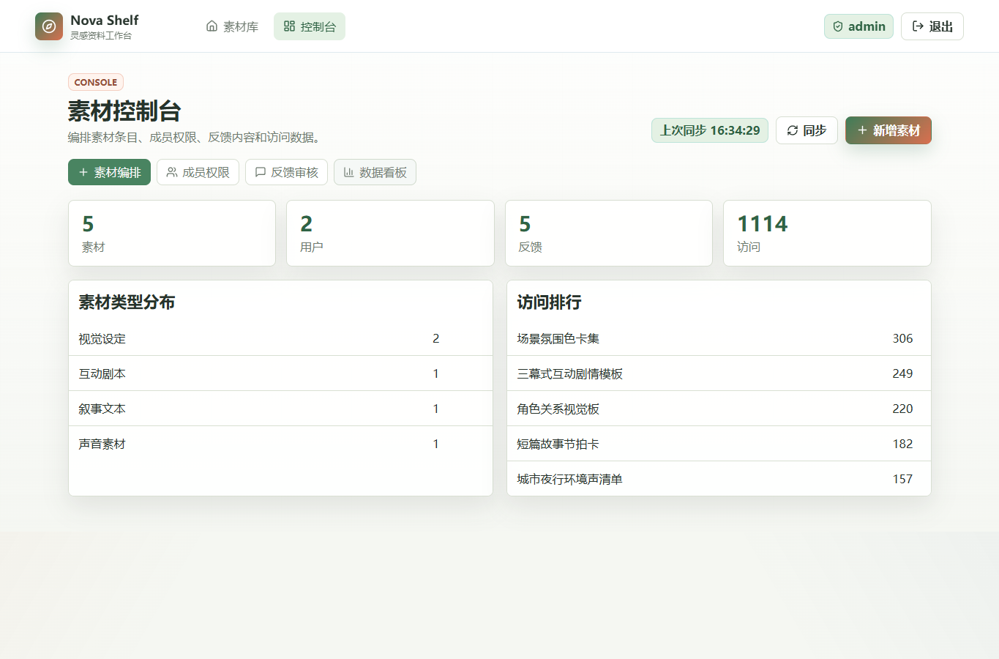 Nova Shelf
灵感资料工作台
素材库
控制台
admin
退出
CONSOLE
素材控制台
编排素材条目、成员权限、反馈内容和访问数据。
上次同步 16:34:29
同步
新增素材
素材编排
成员权限
反馈审核
数据看板
5
素材
2
用户
5
反馈
1114
访问
素材类型分布
视觉设定 2
互动剧本 1
叙事文本 1
声音素材 1
访问排行
场景氛围色卡集 306
三幕式互动剧情模板 249
角色关系视觉板 220
短篇故事节拍卡 182
城市夜行环境声清单 157